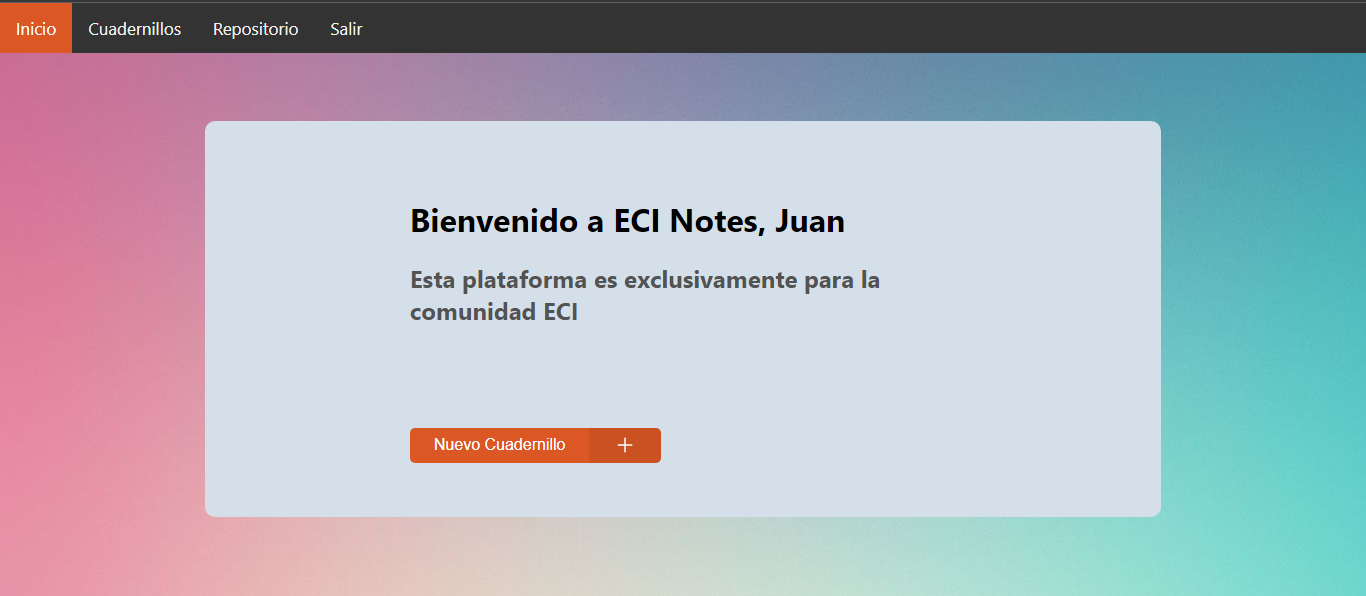 Inicio Cuadernillos Repositorio Salir
Bienvenido a ECI Notes, Juan
Esta plataforma es exclusivamente para la
comunidad ECI
Nuevo Cuadernillo +